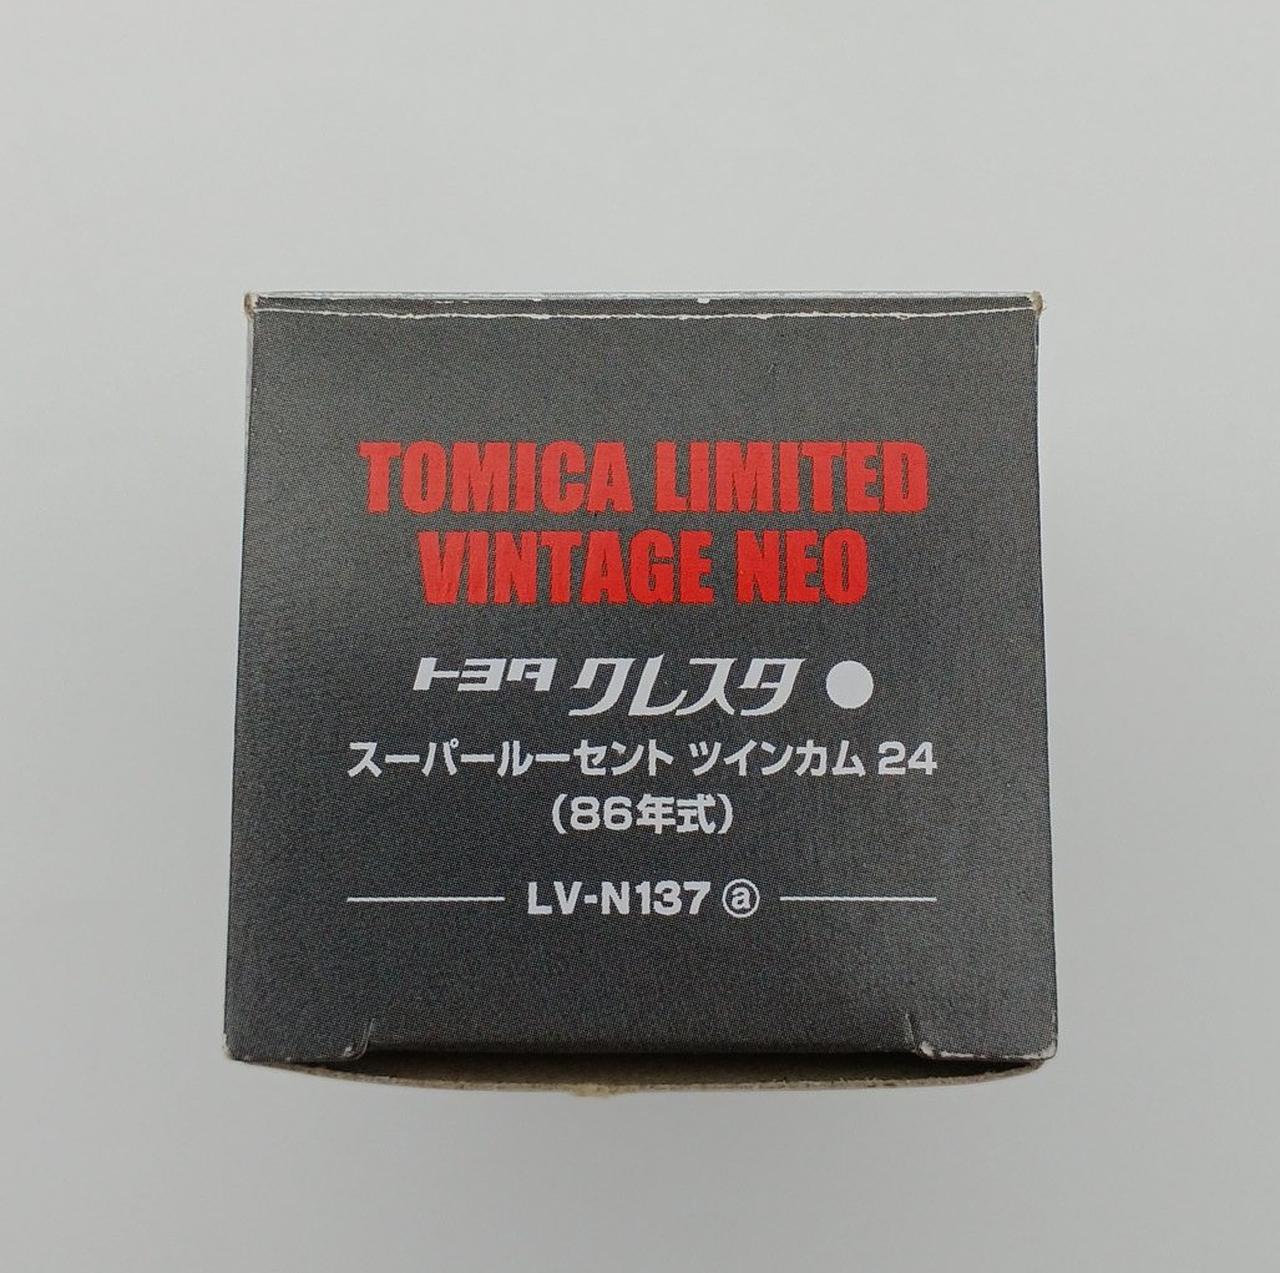 TOMICA LIMITED
VINTAGE NEO
トヨタ クレスタ
スーパールーセント ツインカム 24
（86年式）
LV-N137 ⓐ